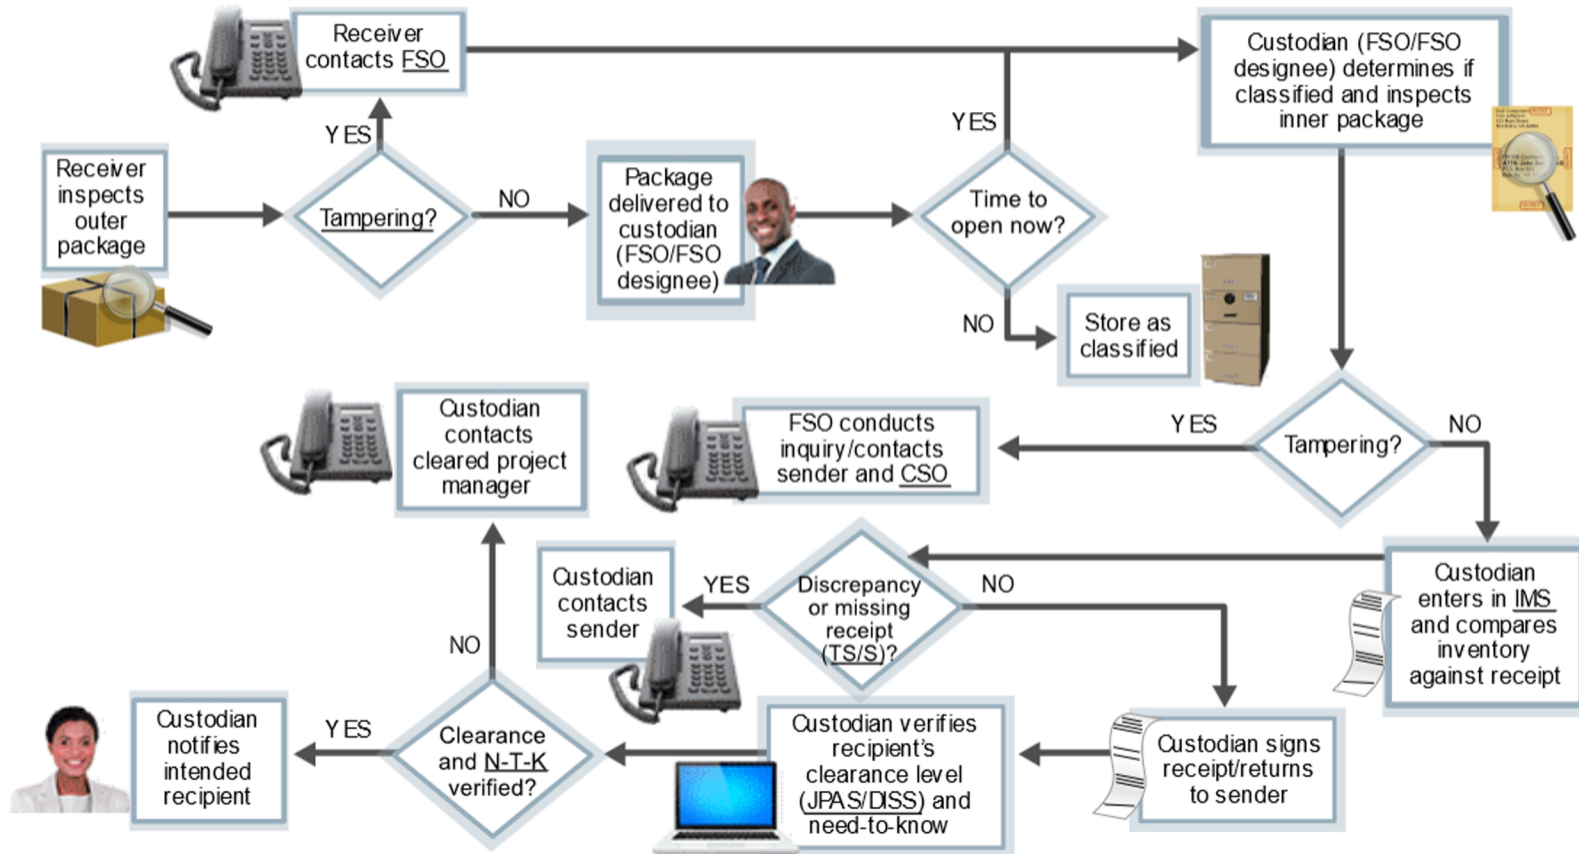 Receiver
contacts FSO
YES
Receiver
inspects
outer
package
Tampering?
NO
Package
delivered to
custodian
(FSO/FSO
designee)
Time to
open now?
YES
NO
Store as
classified
Custodian (FSO/FSO
designee) determines if
classified and inspects
inner package
Tampering?
YES
NO
FSO conducts
inquiry/contacts
sender and CSO
Custodian
enters in IMS
and compares
inventory
against receipt
Discrepancy
or missing
receipt
(TS/S)?
YES
NO
Custodian
contacts
sender
Custodian signs
receipt/returns
to sender
Custodian verifies
recipient's
clearance level
(JPAS/DISS) and
need-to-know
Clearance
and N-T-K
verified?
NO
YES
Custodian
contacts
cleared project
manager
Custodian
notifies
intended
recipient